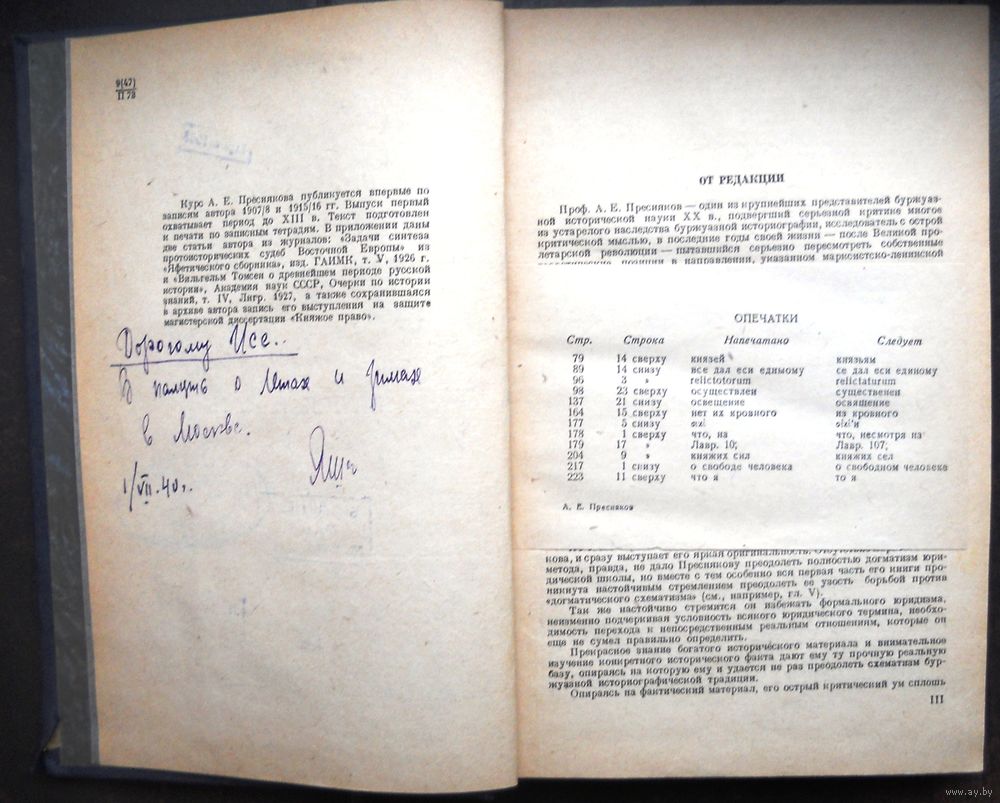 9(47)
П 73
Курс А. Е. Преснякова публикуется впервые по
записям автора 1907/8 и 1915/16 гг. Выпуск первый
охватывает период до XIII в. Текст подготовлен
к печати по записным тетрадям. В приложении даны
две статьи автора из журналов: «Задачи синтеза
протоисторических судеб Восточной Европы» из
«Яфетического сборника», изд. ГАИМК, т. V, 1926 г.
и «Вильгельм Томсен о древнейшем периоде русской
истории», Академия наук СССР, Очерки по истории
знаний, т. IV, Лнгр. 1927, а также сохранившаяся
в архиве автора запись его выступления на защите
магистерской диссертации «Княжое право».
Дорогому Исе..
В память о летах и зимах
в Москве.
Яша
1/VII.40 г.
ОТ РЕДАКЦИИ
Проф. А. Е. Пресняков — один из крупнейших представителей буржуаз-
ной исторической науки XX в., подвергший серьезной критике многое
из устарелого наследства буржуазной историографии, исследователь с острой
критической мыслью, в последние годы своей жизни — после Великой про-
летарской революции — пытавшийся серьезно пересмотреть собственные
позиции в направлении, указанном марксистско-ленинской
ОПЕЧАТКИ
Стр. Строка Напечатано Следует
79 14 сверху князей князьям
89 14 снизу все дал еси едимому се дал еси единому
96 3 » relictotorum relictaturum
98 23 сверху осуществлен существенен
137 21 снизу освещение освящение
164 15 сверху нет их кровного из кровного
177 5 снизу
178 1 сверху что, на что, несмотря на
179 17 » Лавр. 10; Лавр. 107;
204 9 » княжих сил княжих сел
217 1 снизу о свободе человека о свободном человека
223 11 сверху что я то я
А. Е. Пресняков
кова, и сразу выступает его яркая оригинальность.
метода, правда, не дало Преснякову преодолеть полностью догматизм юри-
дической школы, но вместе с тем особенно вся первая часть его книги про-
никнута настойчивым стремлением преодолеть ее узость борьбой против
«догматического схематизма» (см., например, гл. V).
Так же настойчиво стремится он избежать формального юридизма,
неизменно подчеркивая условность всякого юридического термина, необхо-
димость перехода к непосредственным реальным отношениям, которые он
еще не сумел правильно определить.
Прекрасное знание богатого исторического материала и внимательное
изучение конкретного исторического факта дают ему ту прочную реальную
базу, опираясь на которую ему и удается не раз преодолеть схематизм бур-
жуазной историографической традиции.
Опираясь на фактический материал, его острый критический ум сплошь
III
www.ay.by